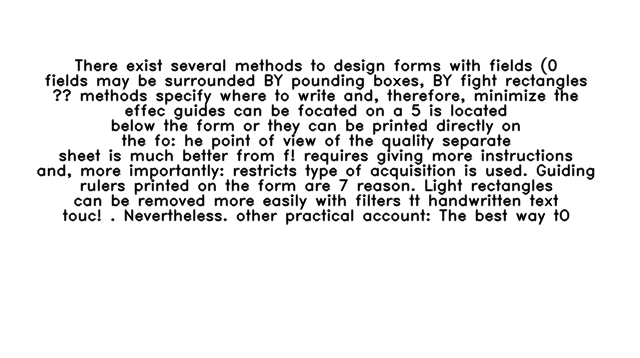 There exist several methods to design forms with fields (0
fields may be surrounded BY pounding boxes, BY fight rectangles
?? methods specify where to write and, therefore, minimize the
effec guides can be focated on a 5 is located
below the form or they can be printed directly on
the fo: he point of view of the quality separate
sheet is much better from f! requires giving more instructions
and, more importantly: restricts type of acquisition is used. Guiding
rulers printed on the form are 7 reason. Light rectangles
can be removed more easily with filters tt handwritten text
touc! . Nevertheless. other practical account: The best way t0